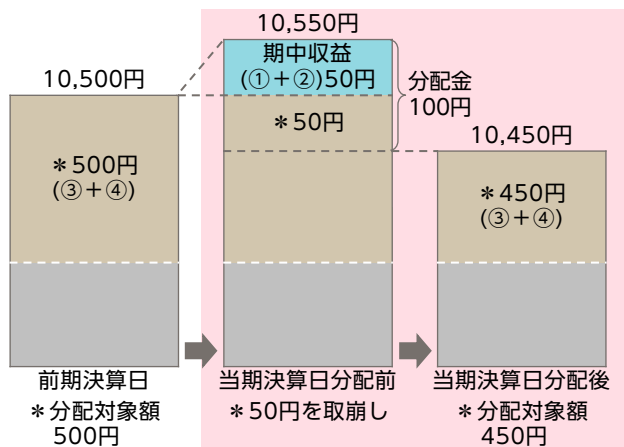 10,500円
＊500円
(③＋④)
前期決算日
＊分配対象額
500円
10,550円
期中収益
(①＋②)50円
＊50円
分配金
100円
当期決算日分配前
＊50円を取崩し
10,450円
＊450円
(③＋④)
当期決算日分配後
＊分配対象額
450円